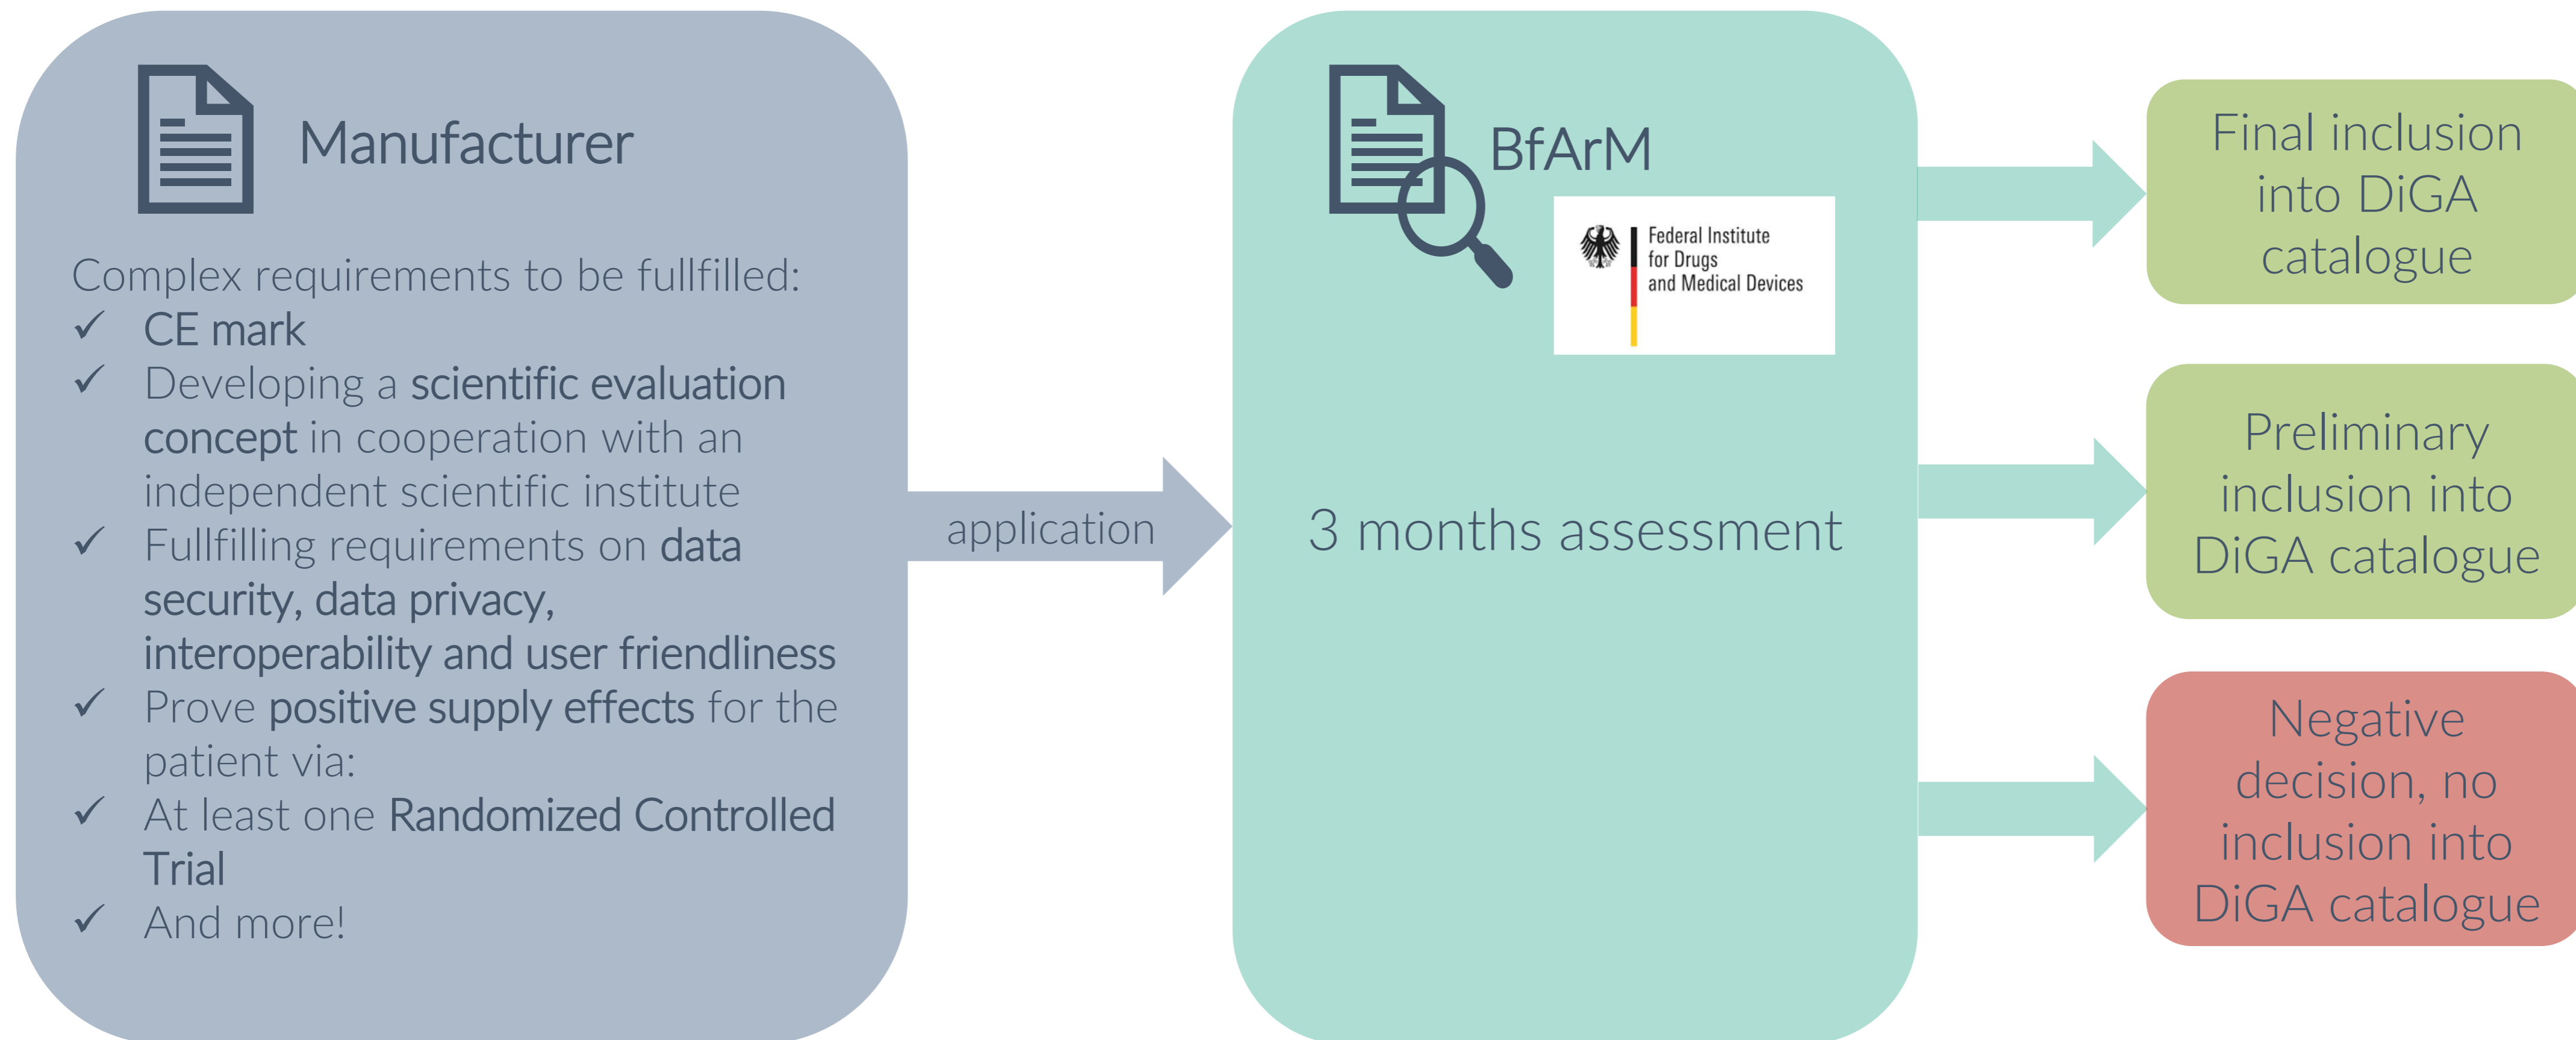 Manufacturer
Complex requirements to be fullfilled:
✓ CE mark
✓ Developing a scientific evaluation
concept in cooperation with an
independent scientific institute
✓ Fullfilling requirements on data
security, data privacy,
interoperability and user friendliness
✓ Prove positive supply effects for the
patient via:
✓ At least one Randomized Controlled
Trial
✓ And more!
application
BfArM
Federal Institute
for Drugs
and Medical Devices
3 months assessment
Final inclusion
into DiGA
catalogue
Preliminary
inclusion into
DiGA catalogue
Negative
decision, no
inclusion into
DiGA catalogue